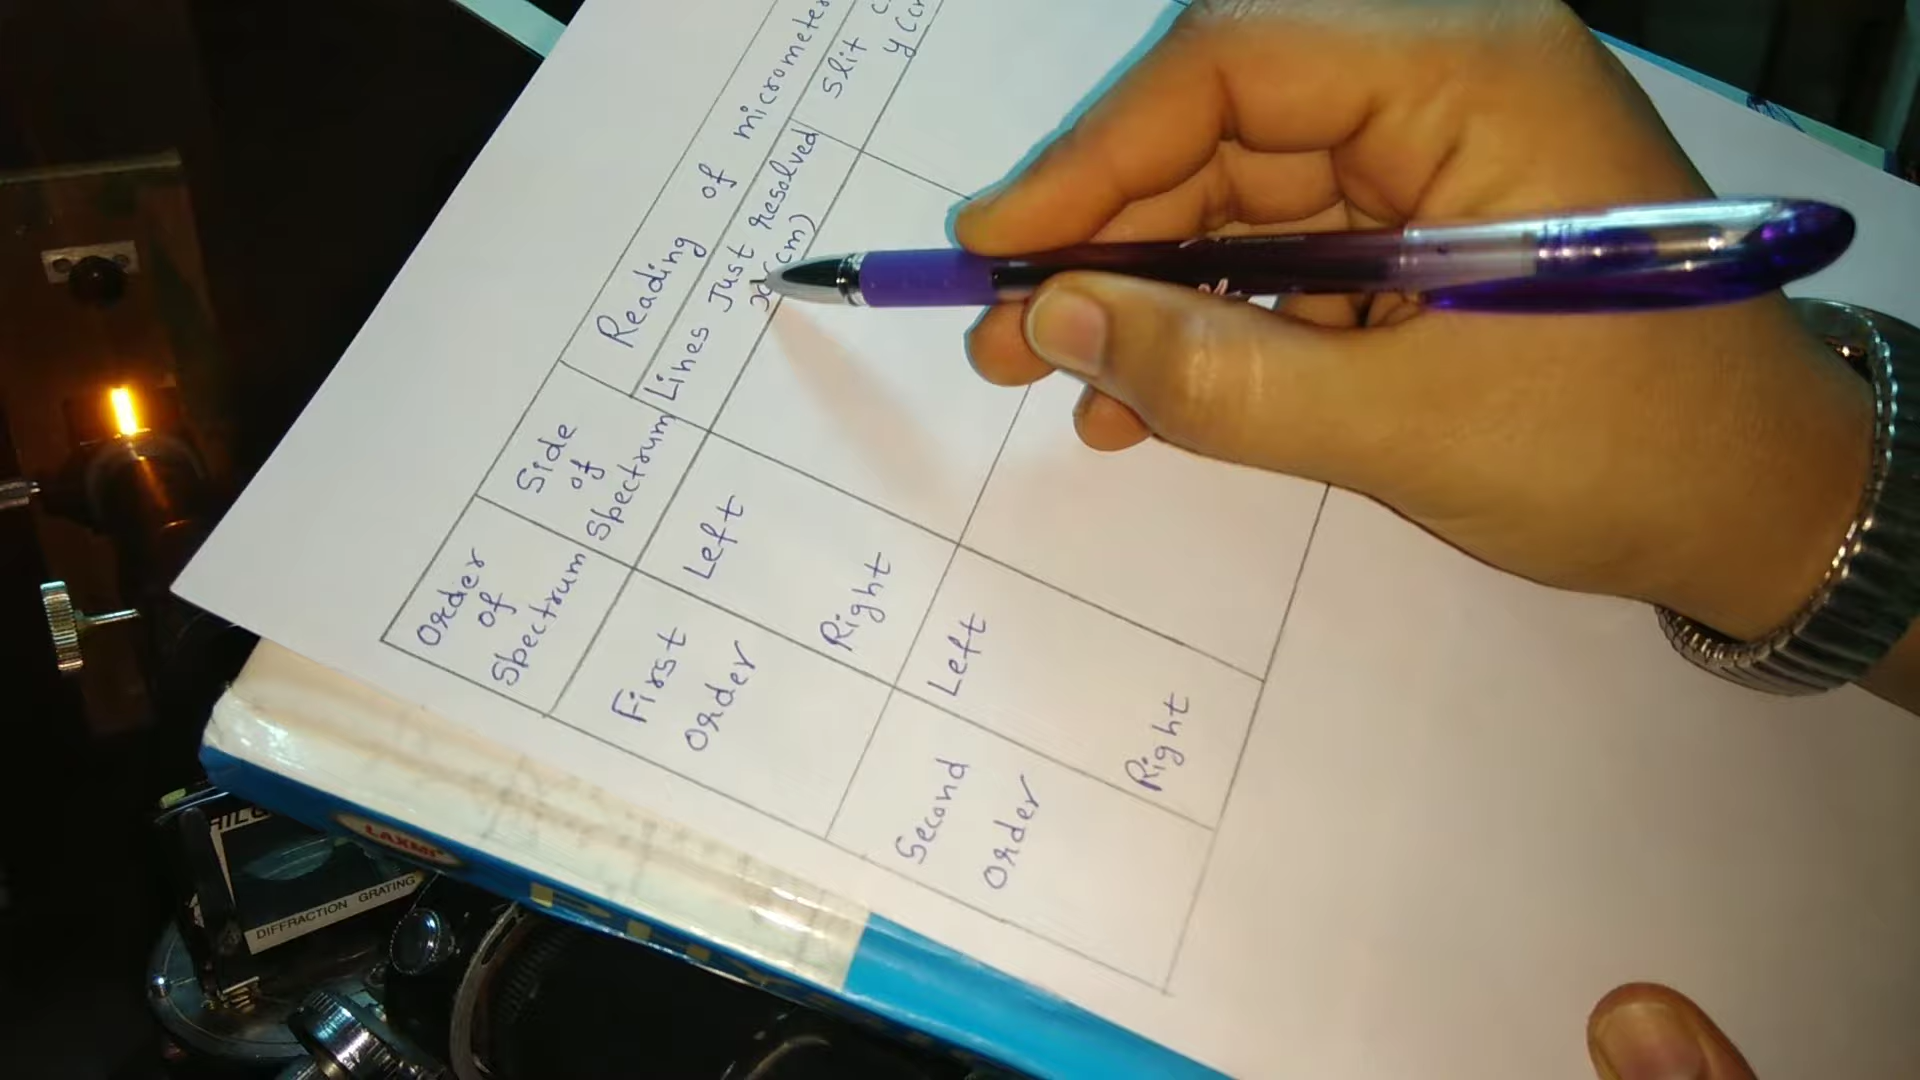 Order
of
Spectrum
Side
of
Spectrum
Reading of micrometer
Lines Just resolved
x (cm)
Slit
First
Order
Left
Right
Second
Order
Left
Right
LAXMI
DIFFRACTION GRATING